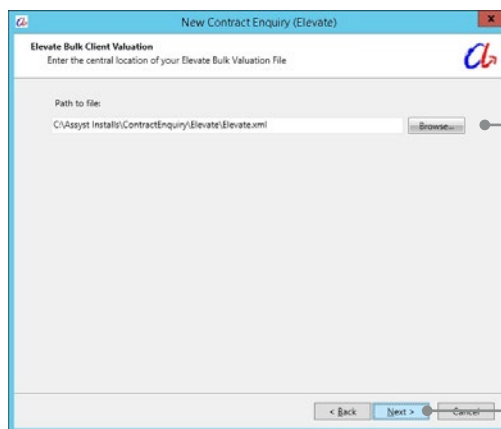 New Contract Enquiry (Elevate)
x
Elevate Bulk Client Valuation
Enter the central location of your Elevate Bulk Valuation File
Path to file:
C:\Assyst Installs\ContractEnquiry\Elevate\Elevate.xml
Browse...
< Back
Next >
Cancel